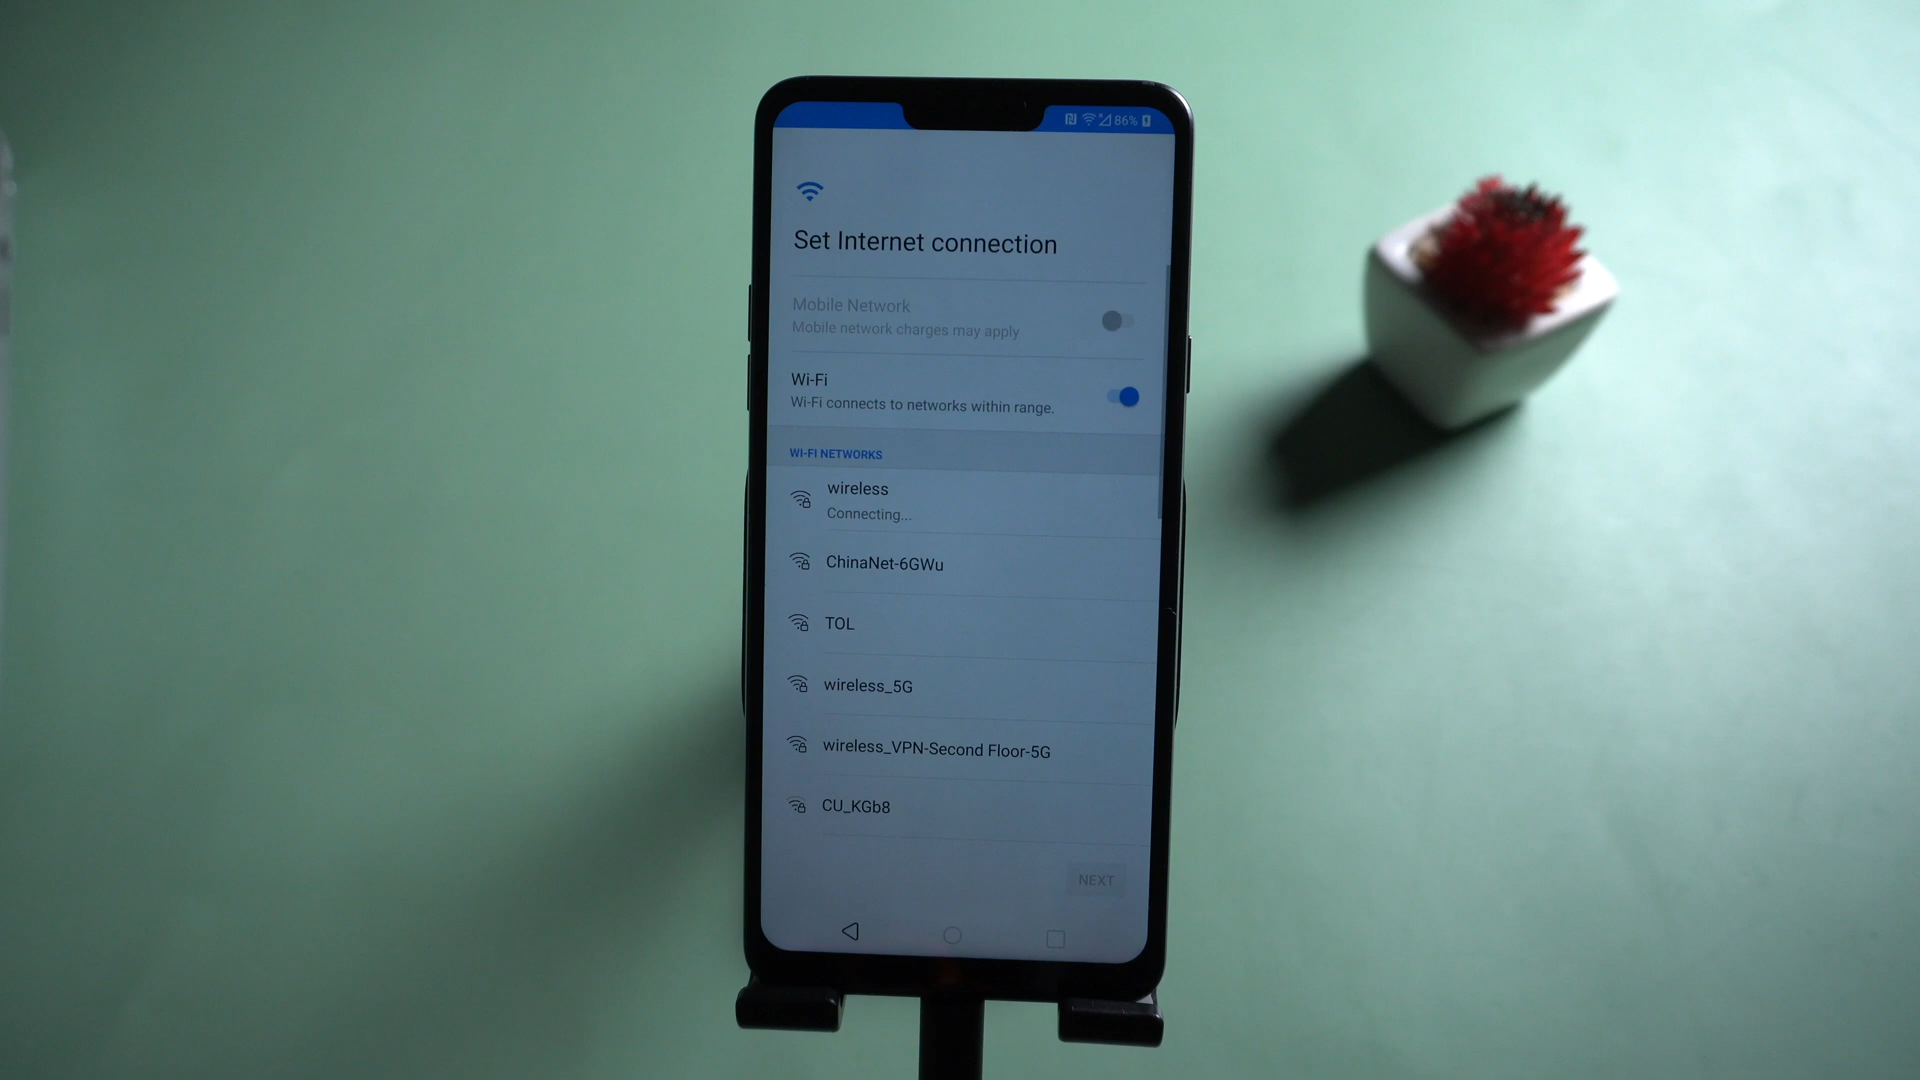 86%
Set Internet connection
Mobile Network
Mobile network charges may apply
Wi-Fi
Wi-Fi connects to networks within range.
WI-FI NETWORKS
wireless
Connecting...
ChinaNet-6GWu
TOL
wireless_5G
wireless_VPN-Second Floor-5G
CU_KGb8
NEXT